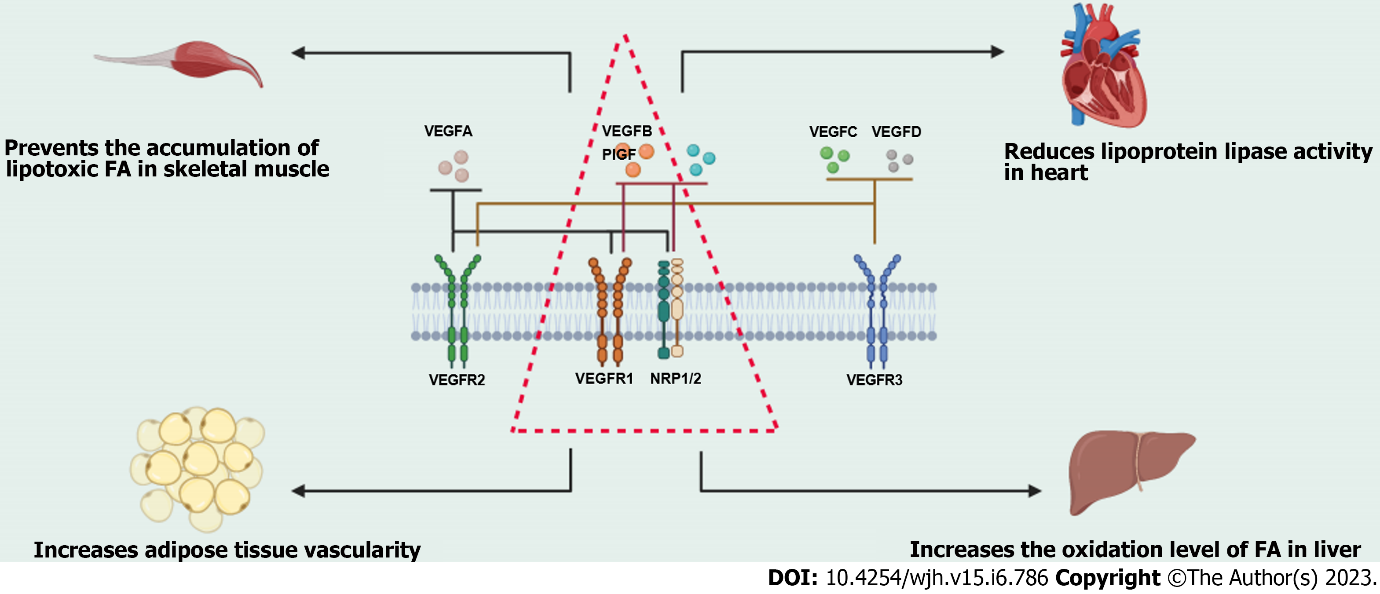 VEGFA
VEGFB
PIGF
VEGFC VEGFD
Prevents the accumulation of
lipotoxic FA in skeletal muscle
Reduces lipoprotein lipase activity
in heart
VEGFR2
VEGFR1
NRP1/2
VEGFR3
Increases adipose tissue vascularity
Increases the oxidation level of FA in liver
DOI: 10.4254/wjh.v15.i6.786 Copyright ©The Author(s) 2023.